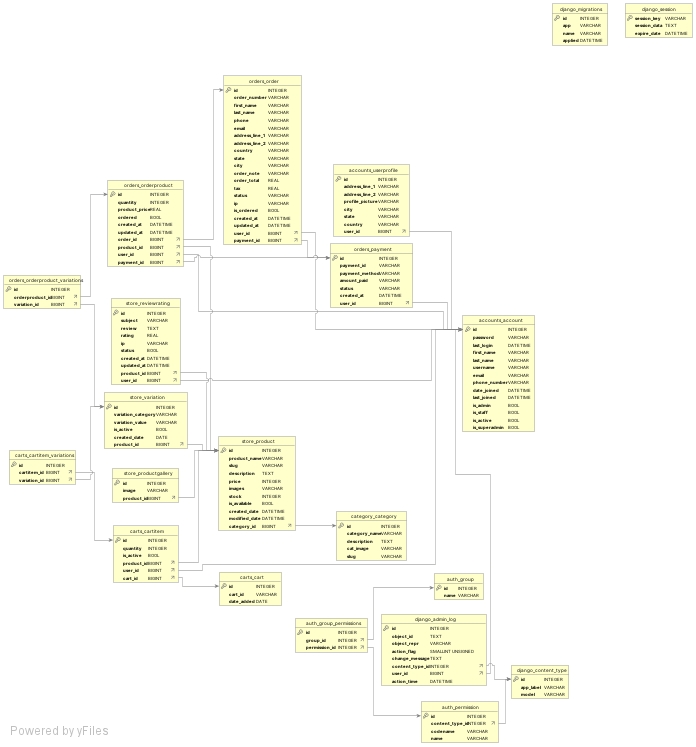 django_migrations
id INTEGER
app VARCHAR
name VARCHAR
applied DATETIME
django_session
session_key VARCHAR
session_data TEXT
expire_date DATETIME
orders_order
id INTEGER
order_number VARCHAR
first_name VARCHAR
last_name VARCHAR
phone VARCHAR
email VARCHAR
address_line_1 VARCHAR
address_line_2 VARCHAR
country VARCHAR
state VARCHAR
city VARCHAR
order_note VARCHAR
order_total REAL
tax REAL
status VARCHAR
ip VARCHAR
is_ordered BOOL
created_at DATETIME
updated_at DATETIME
user_id BIGINT
payment_id BIGINT
accounts_userprofile
id INTEGER
address_line_1 VARCHAR
address_line_2 VARCHAR
profile_picture VARCHAR
city VARCHAR
state VARCHAR
country VARCHAR
user_id BIGINT
orders_orderproduct
id INTEGER
quantity INTEGER
product_price REAL
ordered BOOL
created_at DATETIME
updated_at DATETIME
order_id BIGINT
product_id BIGINT
user_id BIGINT
payment_id BIGINT
orders_payment
id INTEGER
payment_id VARCHAR
payment_method VARCHAR
amount_paid VARCHAR
status VARCHAR
created_at DATETIME
user_id BIGINT
orders_orderproduct_variations
id INTEGER
orderproduct_id BIGINT
variation_id BIGINT
store_reviewrating
id INTEGER
subject VARCHAR
review TEXT
rating REAL
ip VARCHAR
status BOOL
created_at DATETIME
updated_at DATETIME
product_id BIGINT
user_id BIGINT
accounts_account
id INTEGER
password VARCHAR
last_login DATETIME
first_name VARCHAR
last_name VARCHAR
username VARCHAR
email VARCHAR
phone_number VARCHAR
date_joined DATETIME
last_joined DATETIME
is_admin BOOL
is_staff BOOL
is_active BOOL
is_superadmin BOOL
store_variation
id INTEGER
variation_category VARCHAR
variation_value VARCHAR
is_active BOOL
created_date DATE
product_id BIGINT
carts_cartitem_variations
id INTEGER
cartitem_id BIGINT
variation_id BIGINT
store_product
id INTEGER
product_name VARCHAR
slug VARCHAR
description TEXT
price INTEGER
images VARCHAR
stock INTEGER
is_available BOOL
created_date DATETIME
modified_date DATETIME
category_id BIGINT
store_productgallery
id INTEGER
image VARCHAR
product_id BIGINT
category_category
id INTEGER
category_name VARCHAR
description TEXT
cat_image VARCHAR
slug VARCHAR
carts_cartitem
id INTEGER
quantity INTEGER
is_active BOOL
product_id BIGINT
user_id BIGINT
cart_id BIGINT
carts_cart
id INTEGER
cart_id VARCHAR
date_added DATE
auth_group
id INTEGER
name VARCHAR
auth_group_permissions
id INTEGER
group_id INTEGER
permission_id INTEGER
django_admin_log
id INTEGER
object_id TEXT
object_repr VARCHAR
action_flag SMALLINT UNSIGNED
change_message TEXT
content_type_id INTEGER
user_id BIGINT
action_time DATETIME
django_content_type
id INTEGER
app_label VARCHAR
model VARCHAR
auth_permission
id INTEGER
content_type_id INTEGER
codename VARCHAR
name VARCHAR
Powered by yFiles